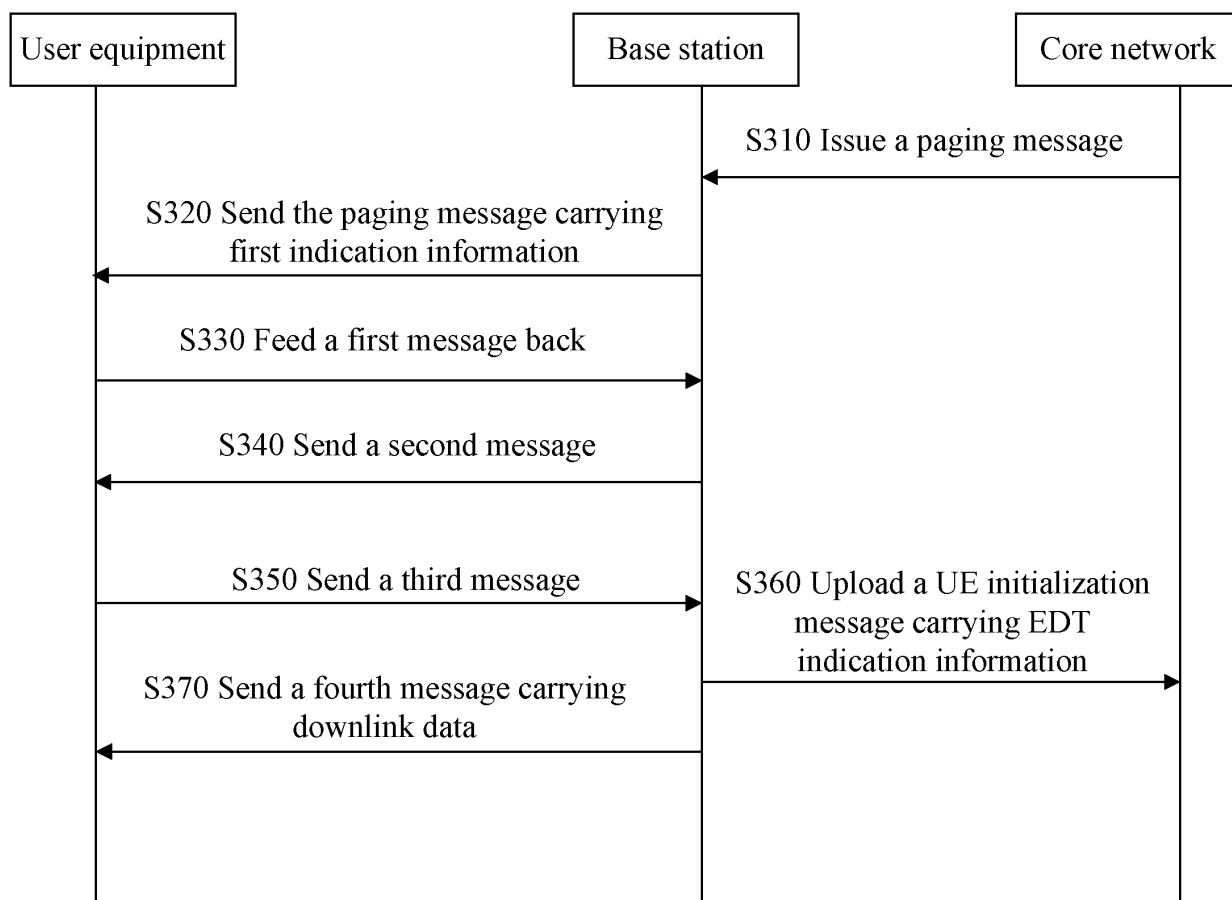 User equipment
Base station
Core network
S310 Issue a paging message
S320 Send the paging message carrying
first indication information
S330 Feed a first message back
S340 Send a second message
S350 Send a third message
S360 Upload a UE initialization
message carrying EDT
indication information
S370 Send a fourth message carrying
downlink data